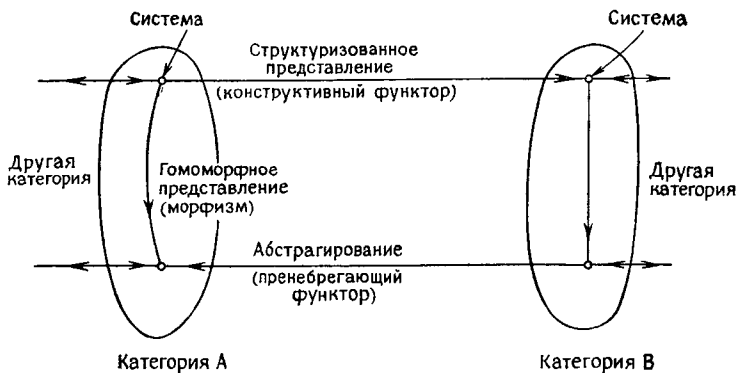 Система
Система
Структуризованное
представление
(конструктивный функтор)
Другая
категория
Гомоморфное
представление
(морфизм)
Другая
категория
Абстрагирование
(пренебрегающий
функтор)
Категория А
Категория В